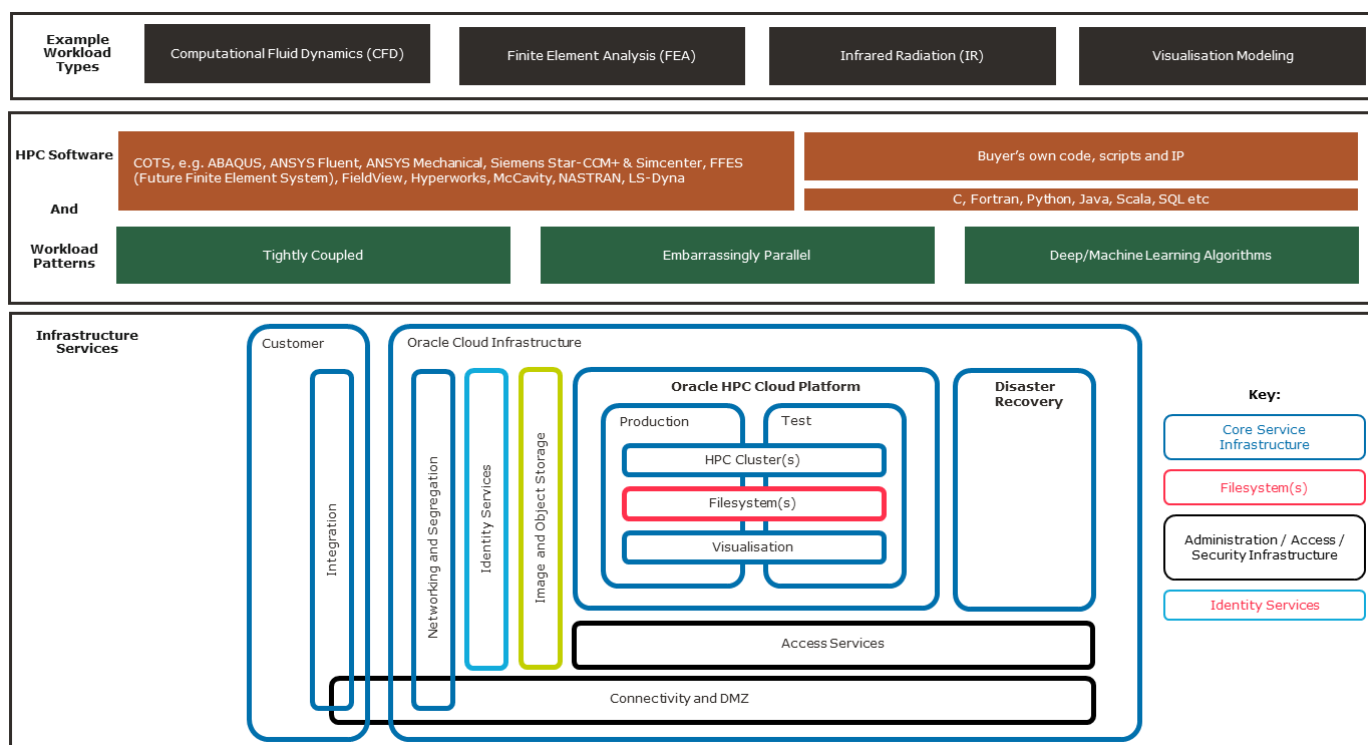 Example
Workload
Types
Computational Fluid Dynamics (CFD)
Finite Element Analysis (FEA)
Infrared Radiation (IR)
Visualisation Modeling
HPC Software
And
Workload
Patterns
COTS, e.g. ABAQUS, ANSYS Fluent, ANSYS Mechanical, Siemens Star-CCM+ & Simcenter, FFES
(Future Finite Element System), FieldView, Hyperworks, McCavity, NASTRAN, LS-Dyna
Buyer's own code, scripts and IP
C, Fortran, Python, Java, Scala, SQL etc
Tightly Coupled
Embarrassingly Parallel
Deep/Machine Learning Algorithms
Infrastructure
Services
Customer
Integration
Oracle Cloud Infrastructure
Networking and Segregation
Identity Services
Image and Object Storage
Oracle HPC Cloud Platform
Production
Test
HPC Cluster(s)
Filesystem(s)
Visualisation
Disaster
Recovery
Access Services
Connectivity and DMZ
Key:
Core Service
Infrastructure
Filesystem(s)
Administration / Access /
Security Infrastructure
Identity Services